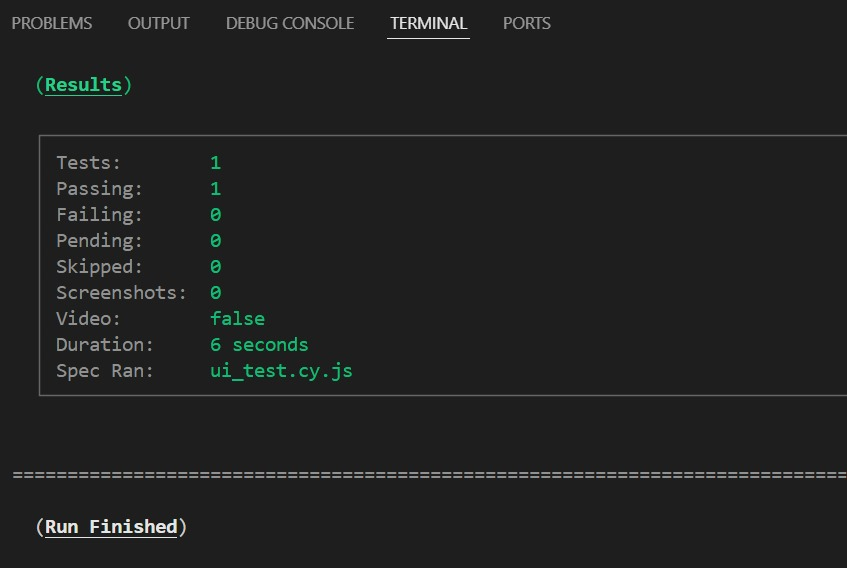 PROBLEMS OUTPUT DEBUG CONSOLE TERMINAL PORTS
(Results)
Tests: 1
Passing: 1
Failing: 0
Pending: 0
Skipped: 0
Screenshots: 0
Video: false
Duration: 6 seconds
Spec Ran: ui_test.cy.js
================================================================================
(Run Finished)